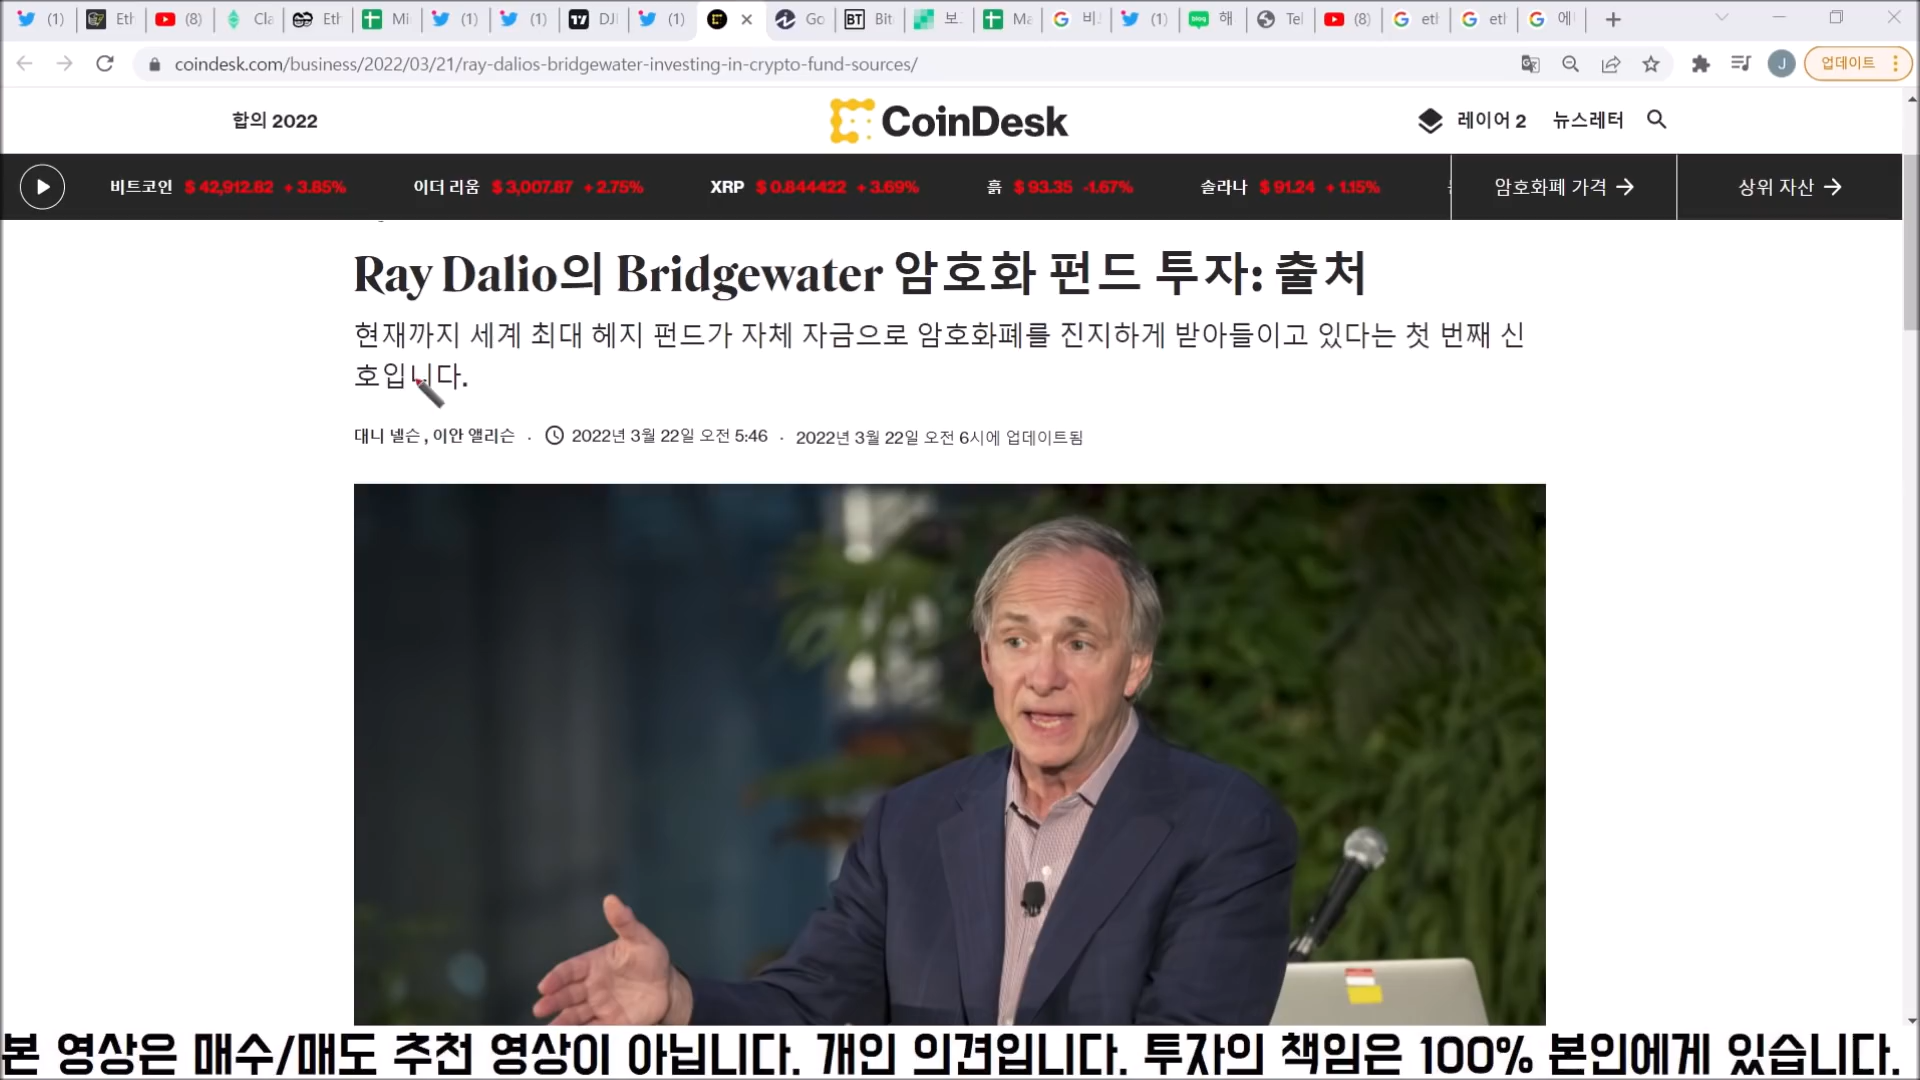 (1)
Eth
(8)
Cla
Eth
Mi
(1)
(1)
DJI
(1)
Go
BT
Bit
보
Ma
비
(1)
해
Tel
(8)
eth
eth
에
coindesk.com/business/2022/03/21/ray-dalios-bridgewater-investing-in-crypto-fund-sources/
J
업데이트
합의 2022
CoinDesk
레이어 2
뉴스레터
비트코인 $ 42,912.82 + 3.85%
이더 리움 $ 3,007.87 + 2.75%
XRP $ 0.844422 + 3.69%
흙 $ 93.35 -1.67%
솔라나 $ 91.24 + 1.15%
암호화폐 가격 →
상위 자산 →
Ray Dalio의 Bridgewater 암호화 펀드 투자: 출처
현재까지 세계 최대 헤지 펀드가 자체 자금으로 암호화폐를 진지하게 받아들이고 있다는 첫 번째 신
호입니다.
대니 넬슨 , 이안 앨리슨 · 2022년 3월 22일 오전 5:46 · 2022년 3월 22일 오전 6시에 업데이트됨
본 영상은 매수/매도 추천 영상이 아닙니다. 개인 의견입니다. 투자의 책임은 100% 본인에게 있습니다.